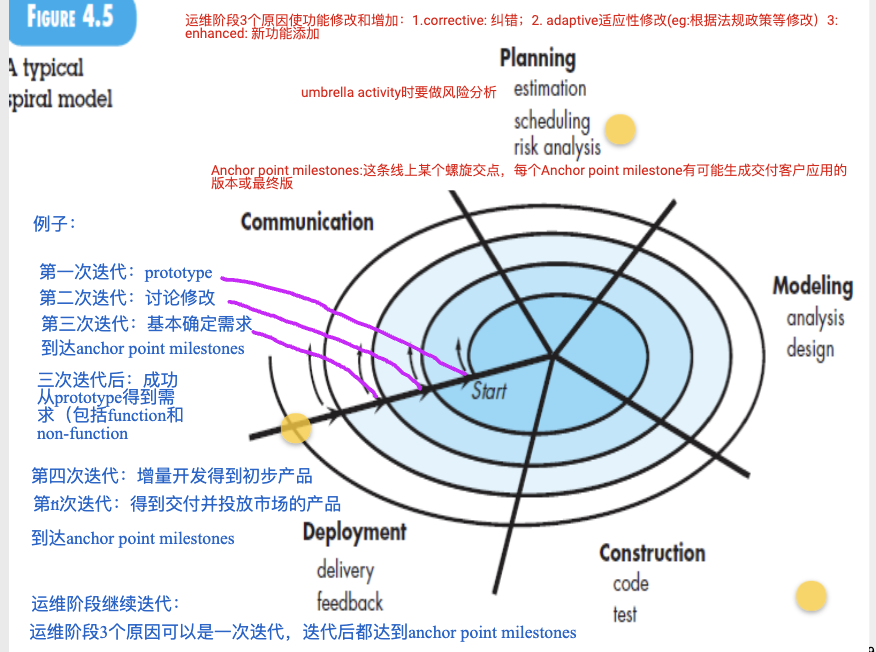 FIGURE 4.5
A typical
spiral model
运维阶段3个原因使功能修改和增加：1.corrective: 纠错；2. adaptive适应性修改(eg:根据法规政策等修改）3:
enhanced: 新功能添加
Planning
estimation
scheduling
risk analysis
umbrella activity时要做风险分析
Anchor point milestones:这条线上某个螺旋交点，每个Anchor point milestone有可能生成交付客户应用的
版本或最终版
Communication
例子：
第一次迭代：prototype
第二次迭代：讨论修改
第三次迭代：基本确定需求
到达anchor point milestones
三次迭代后：成功
从prototype得到需
求（包括function和
non-function
Modeling
analysis
design
Start
第四次迭代：增量开发得到初步产品
第n次迭代：得到交付并投放市场的产品
到达anchor point milestones
Deployment
delivery
feedback
Construction
code
test
运维阶段继续迭代：
运维阶段3个原因可以是一次迭代，迭代后都达到anchor point milestones